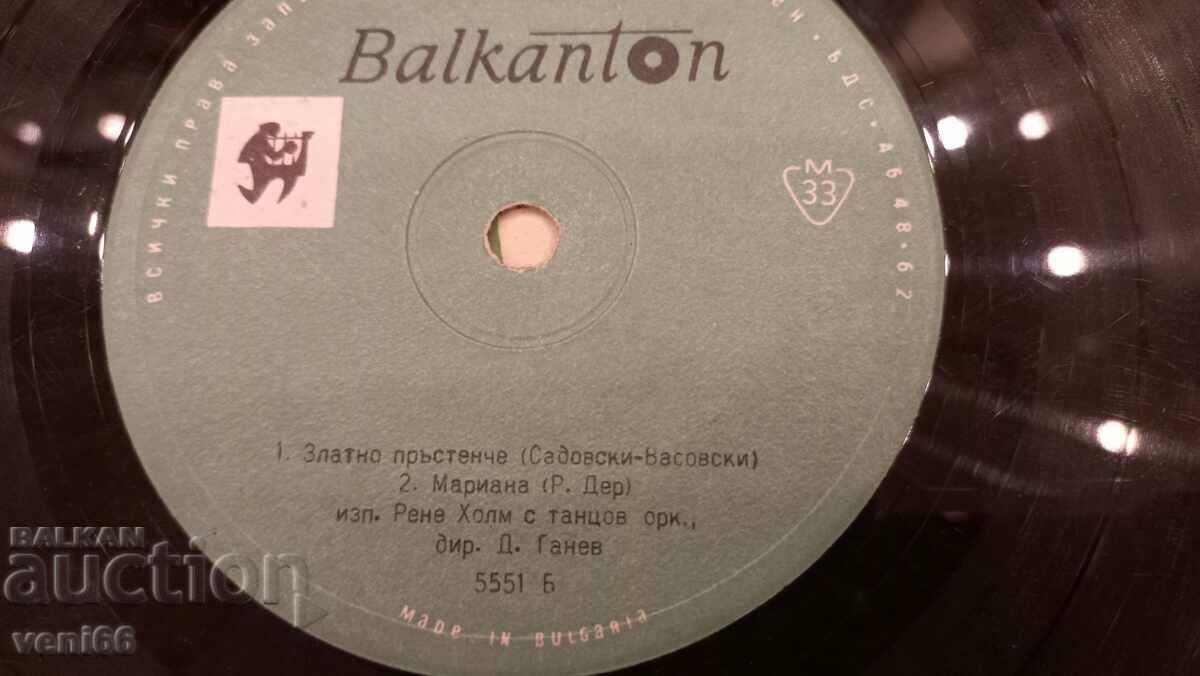 Balkanton
ВСИЧКИ ПРАВА
БДС · 4648·62
М
33
1. Златно пръстенче (Садовски-Васовски)
2. Мариана (Р. Дер)
изп. Рене Холм с танцов орк.,
дир. Д. Ганев
5551 Б
MADE IN BULGARIA
BALKAN
auction
veni66